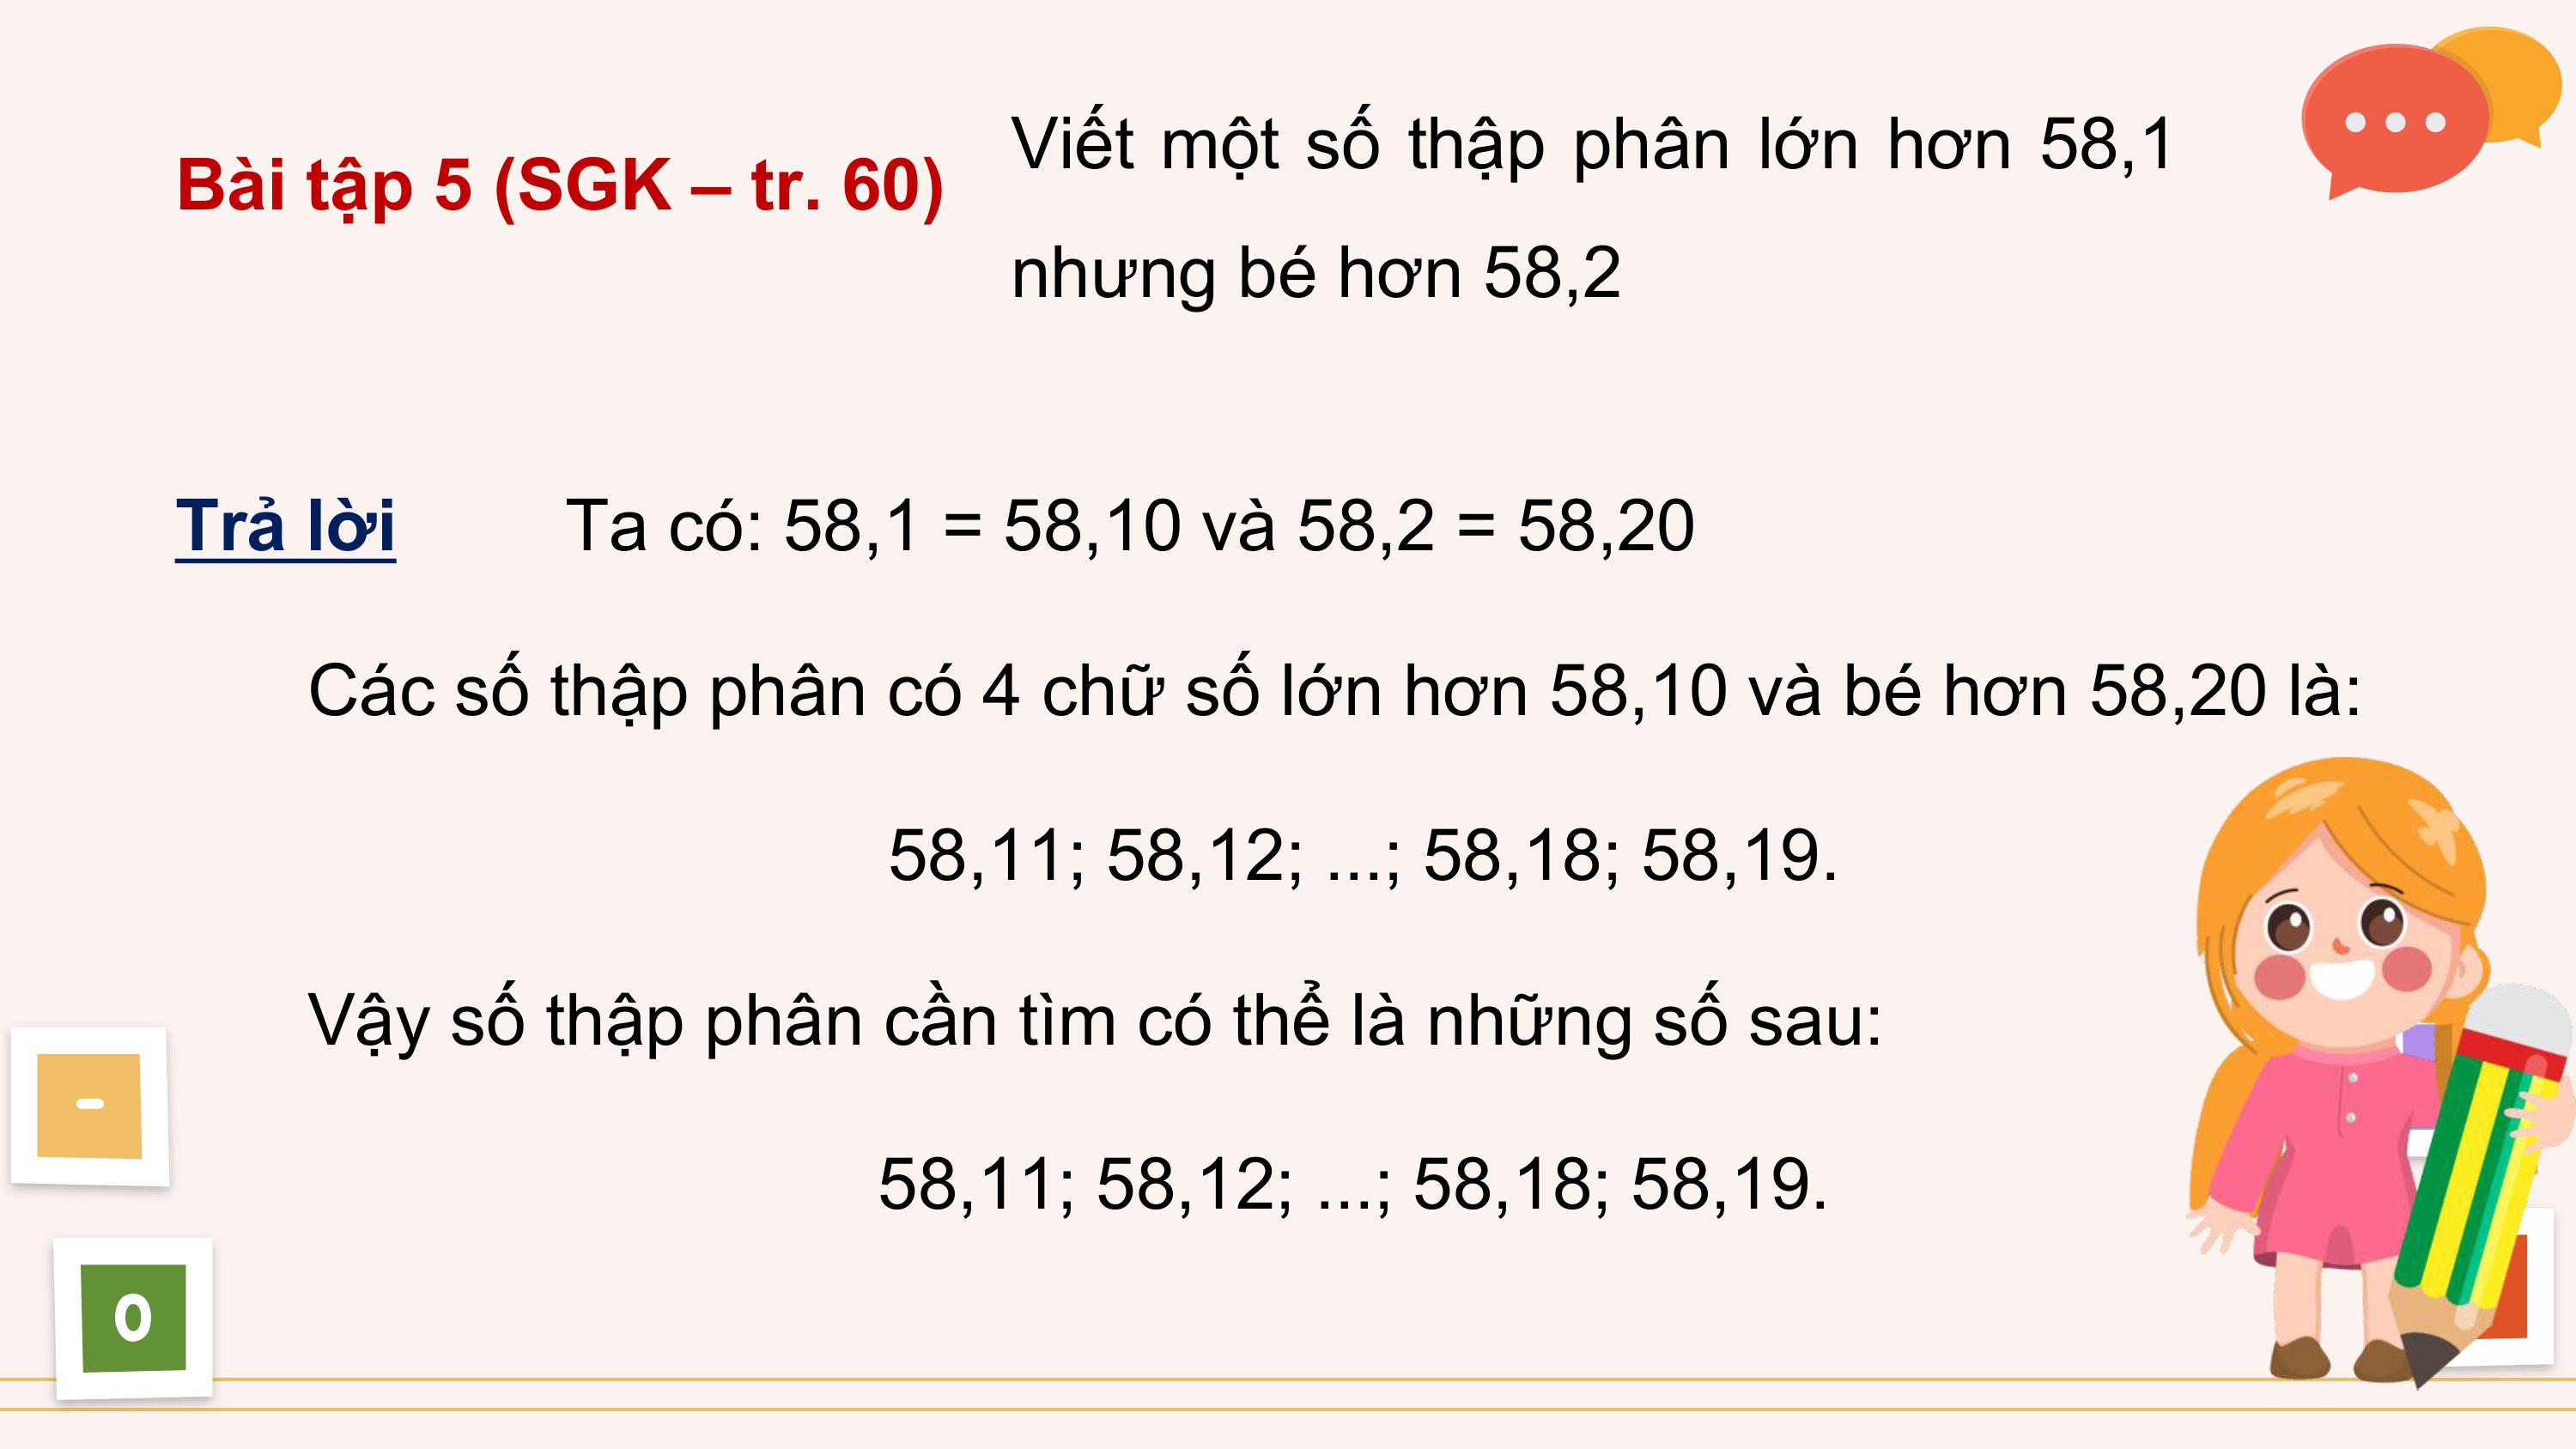 Bài tập 5 (SGK – tr. 60)
Viết một số thập phân lớn hơn 58,1
nhưng bé hơn 58,2
Trả lời
Ta có: 58,1 = 58,10 và 58,2 = 58,20
Các số thập phân có 4 chữ số lớn hơn 58,10 và bé hơn 58,20 là:
58,11; 58,12; ...; 58,18; 58,19.
Vậy số thập phân cần tìm có thể là những số sau:
58,11; 58,12; ...; 58,18; 58,19.
-
0